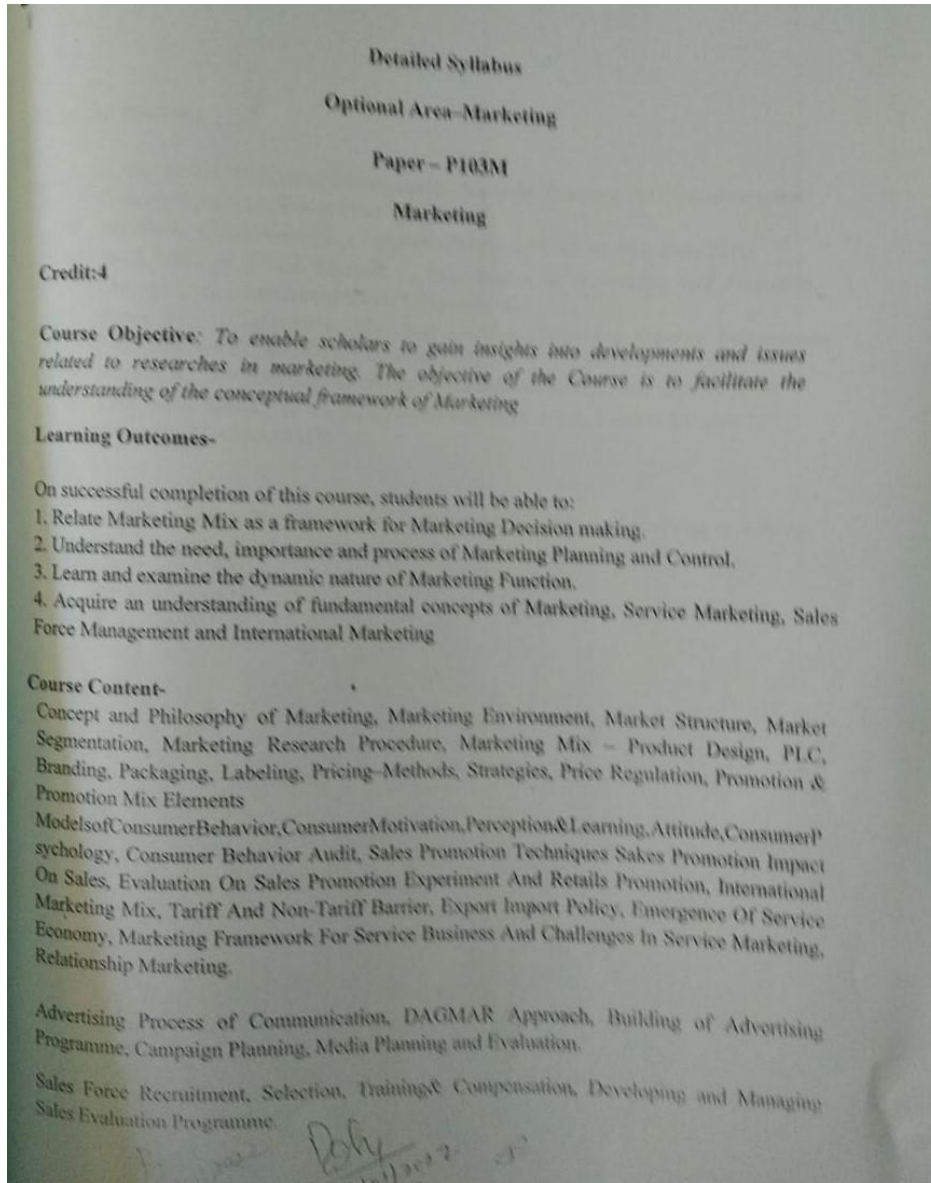 Detailed Syllabus
Optional Area–Marketing
Paper – P103M
Marketing
Credit:4
Course Objective: To enable scholars to gain insights into developments and issues
related to researches in marketing. The objective of the Course is to facilitate the
understanding of the conceptual framework of Marketing
Learning Outcomes-
On successful completion of this course, students will be able to:
1. Relate Marketing Mix as a framework for Marketing Decision making.
2. Understand the need, importance and process of Marketing Planning and Control.
3. Learn and examine the dynamic nature of Marketing Function.
4. Acquire an understanding of fundamental concepts of Marketing, Service Marketing, Sales
Force Management and International Marketing
Course Content-
Concept and Philosophy of Marketing, Marketing Environment, Market Structure, Market
Segmentation, Marketing Research Procedure, Marketing Mix – Product Design, PLC,
Branding, Packaging, Labeling, Pricing–Methods, Strategies, Price Regulation, Promotion &
Promotion Mix Elements
ModelsofConsumerBehavior,ConsumerMotivation,Perception&Learning,Attitude,ConsumerP
sychology, Consumer Behavior Audit, Sales Promotion Techniques Sakes Promotion Impact
On Sales, Evaluation On Sales Promotion Experiment And Retails Promotion, International
Marketing Mix, Tariff And Non-Tariff Barrier, Export Import Policy, Emergence Of Service
Economy, Marketing Framework For Service Business And Challenges In Service Marketing,
Relationship Marketing.
Advertising Process of Communication, DAGMAR Approach, Building of Advertising
Programme, Campaign Planning, Media Planning and Evaluation.
Sales Force Recruitment, Selection, Training& Compensation, Developing and Managing
Sales Evaluation Programme.